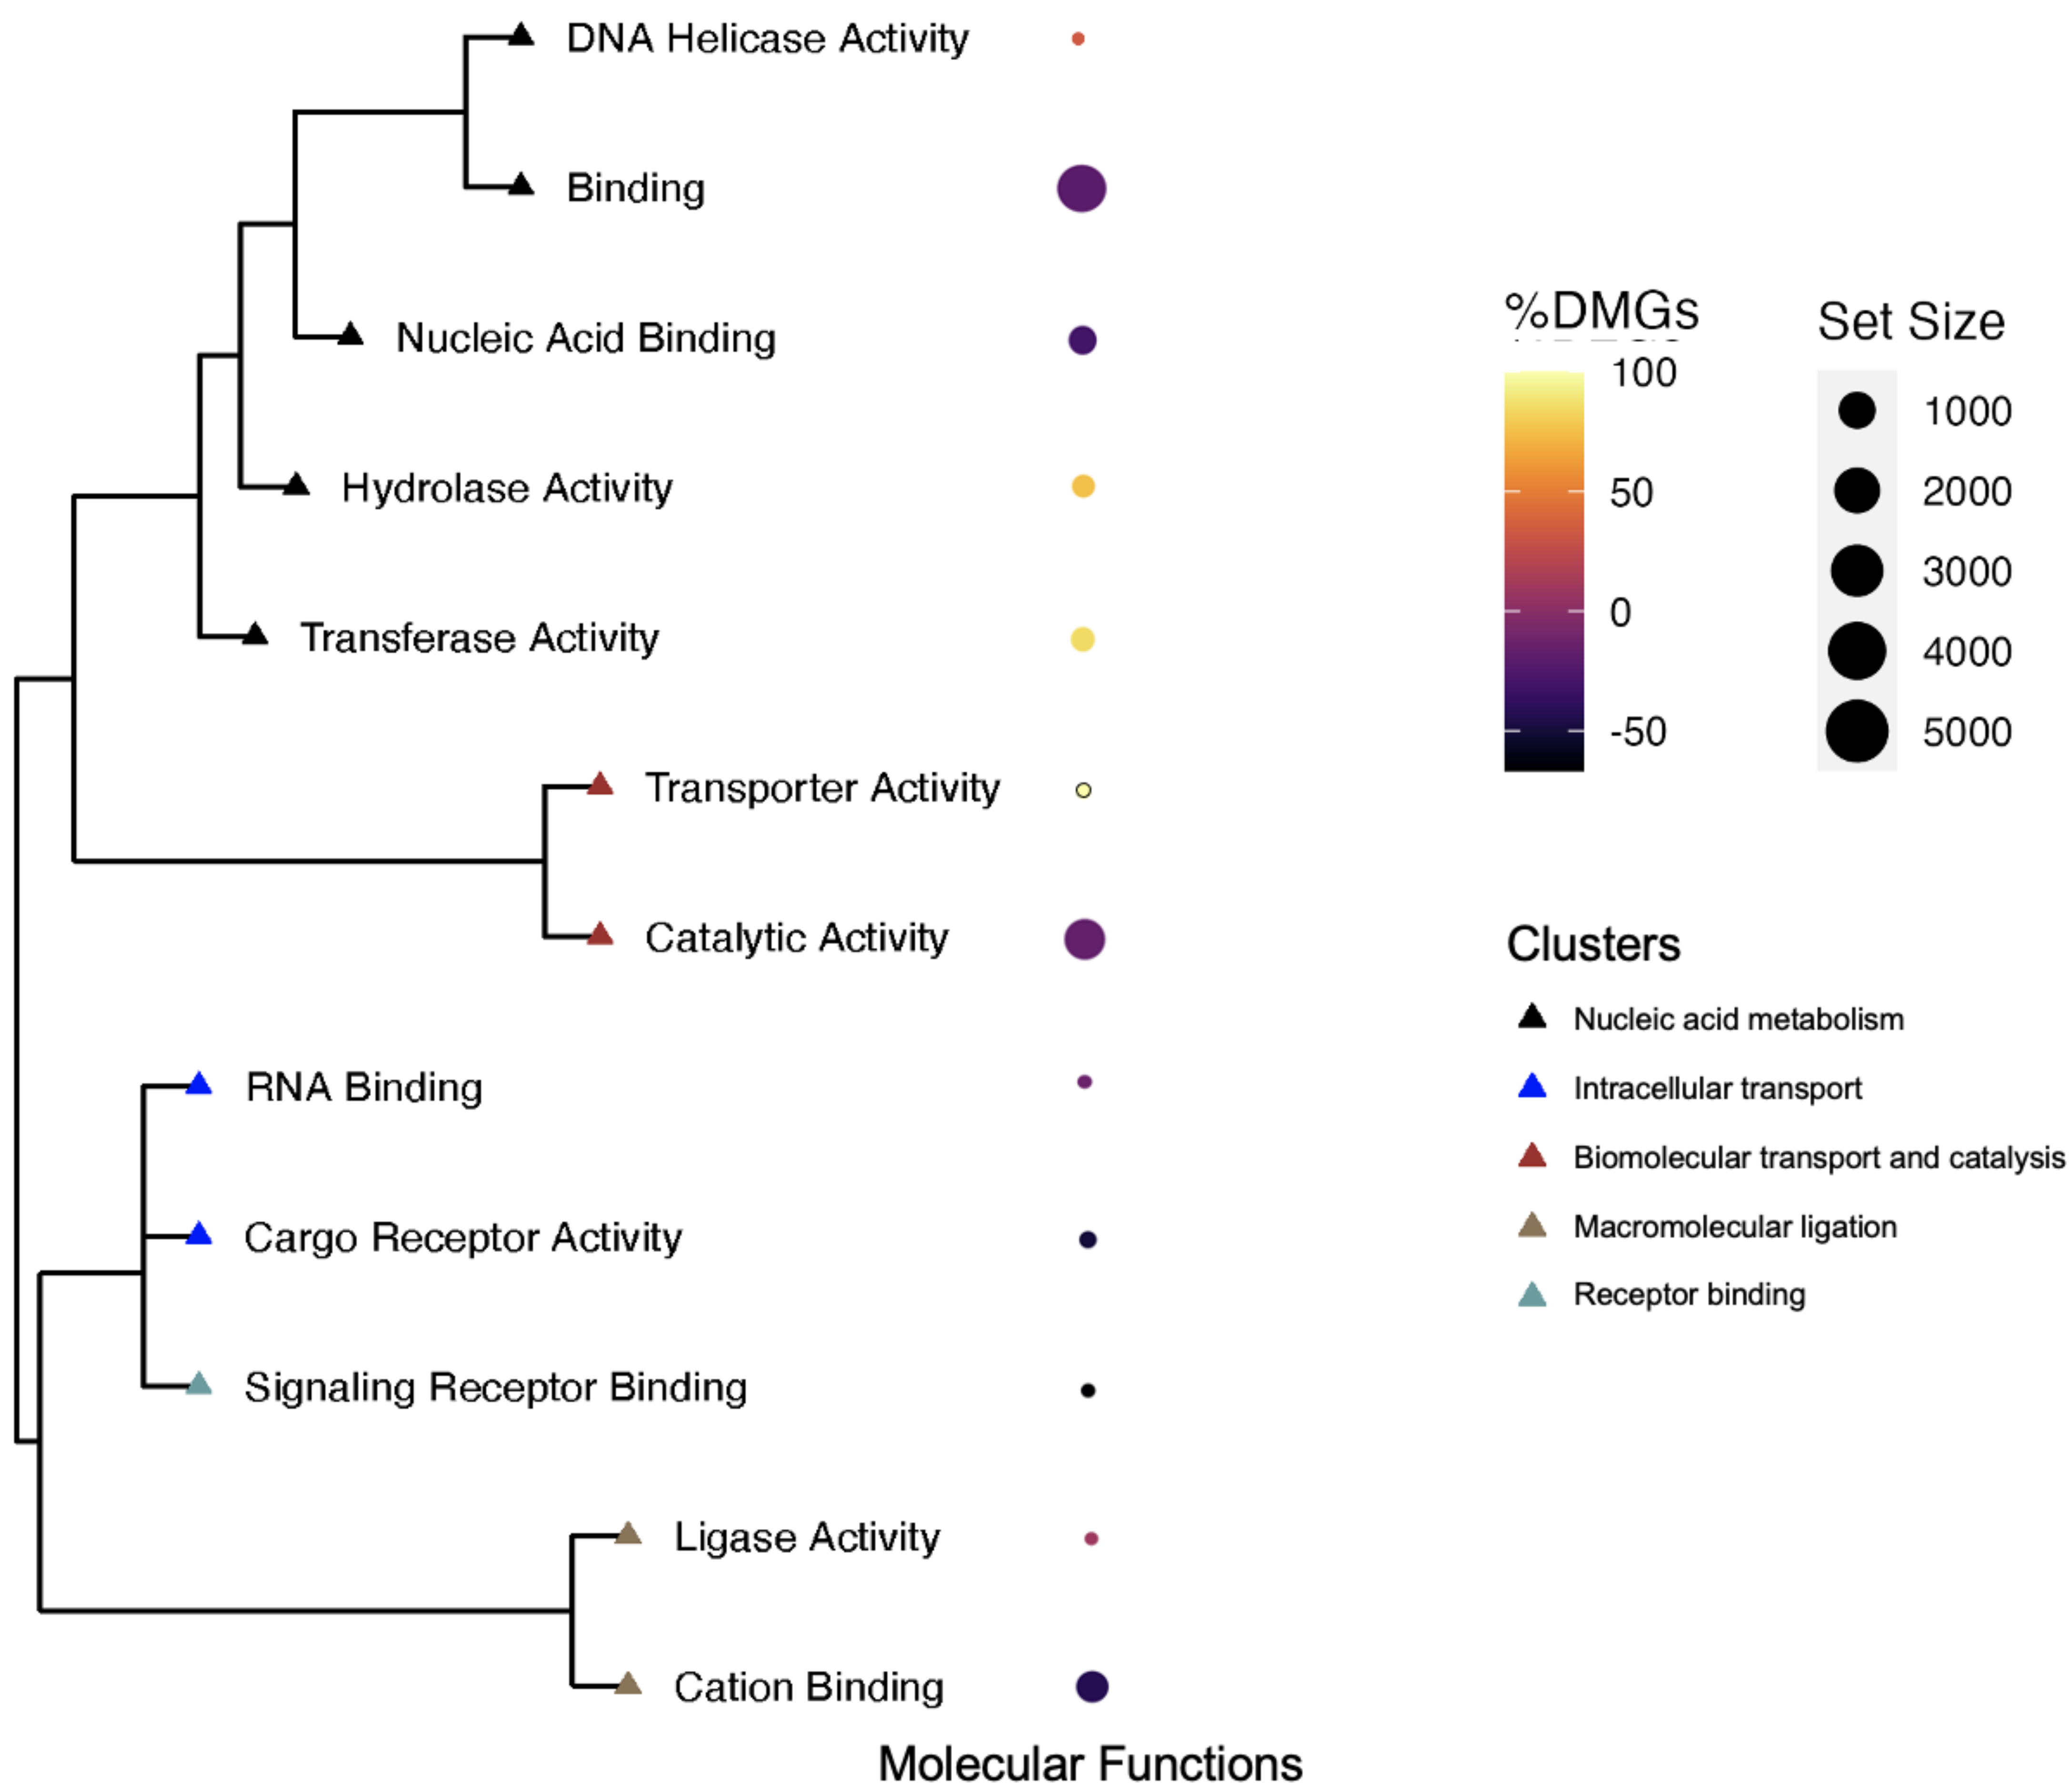 DNA Helicase Activity
Binding
Nucleic Acid Binding
Hydrolase Activity
Transferase Activity
Transporter Activity
Catalytic Activity
RNA Binding
Cargo Receptor Activity
Signaling Receptor Binding
Ligase Activity
Cation Binding
Molecular Functions
%DMGs
100
50
0
-50
Set Size
1000
2000
3000
4000
5000
Clusters
Nucleic acid metabolism
Intracellular transport
Biomolecular transport and catalysis
Macromolecular ligation
Receptor binding